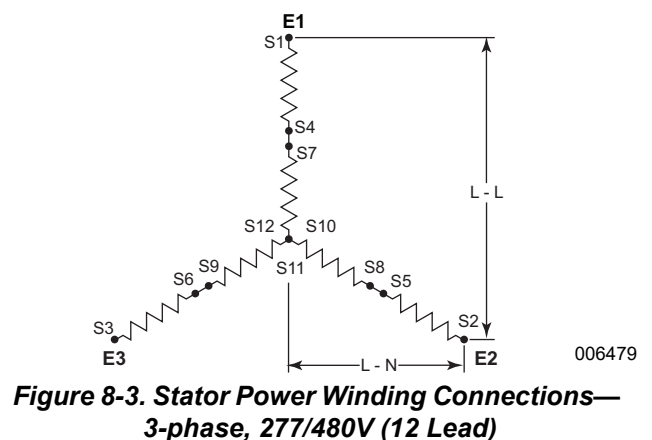 E1
S1
S4
S7
L - L
S12 S10
S11
S9 S8
S6 S5
S3 S2
E3 L - N E2
006479
Figure 8-3. Stator Power Winding Connections—
3-phase, 277/480V (12 Lead)